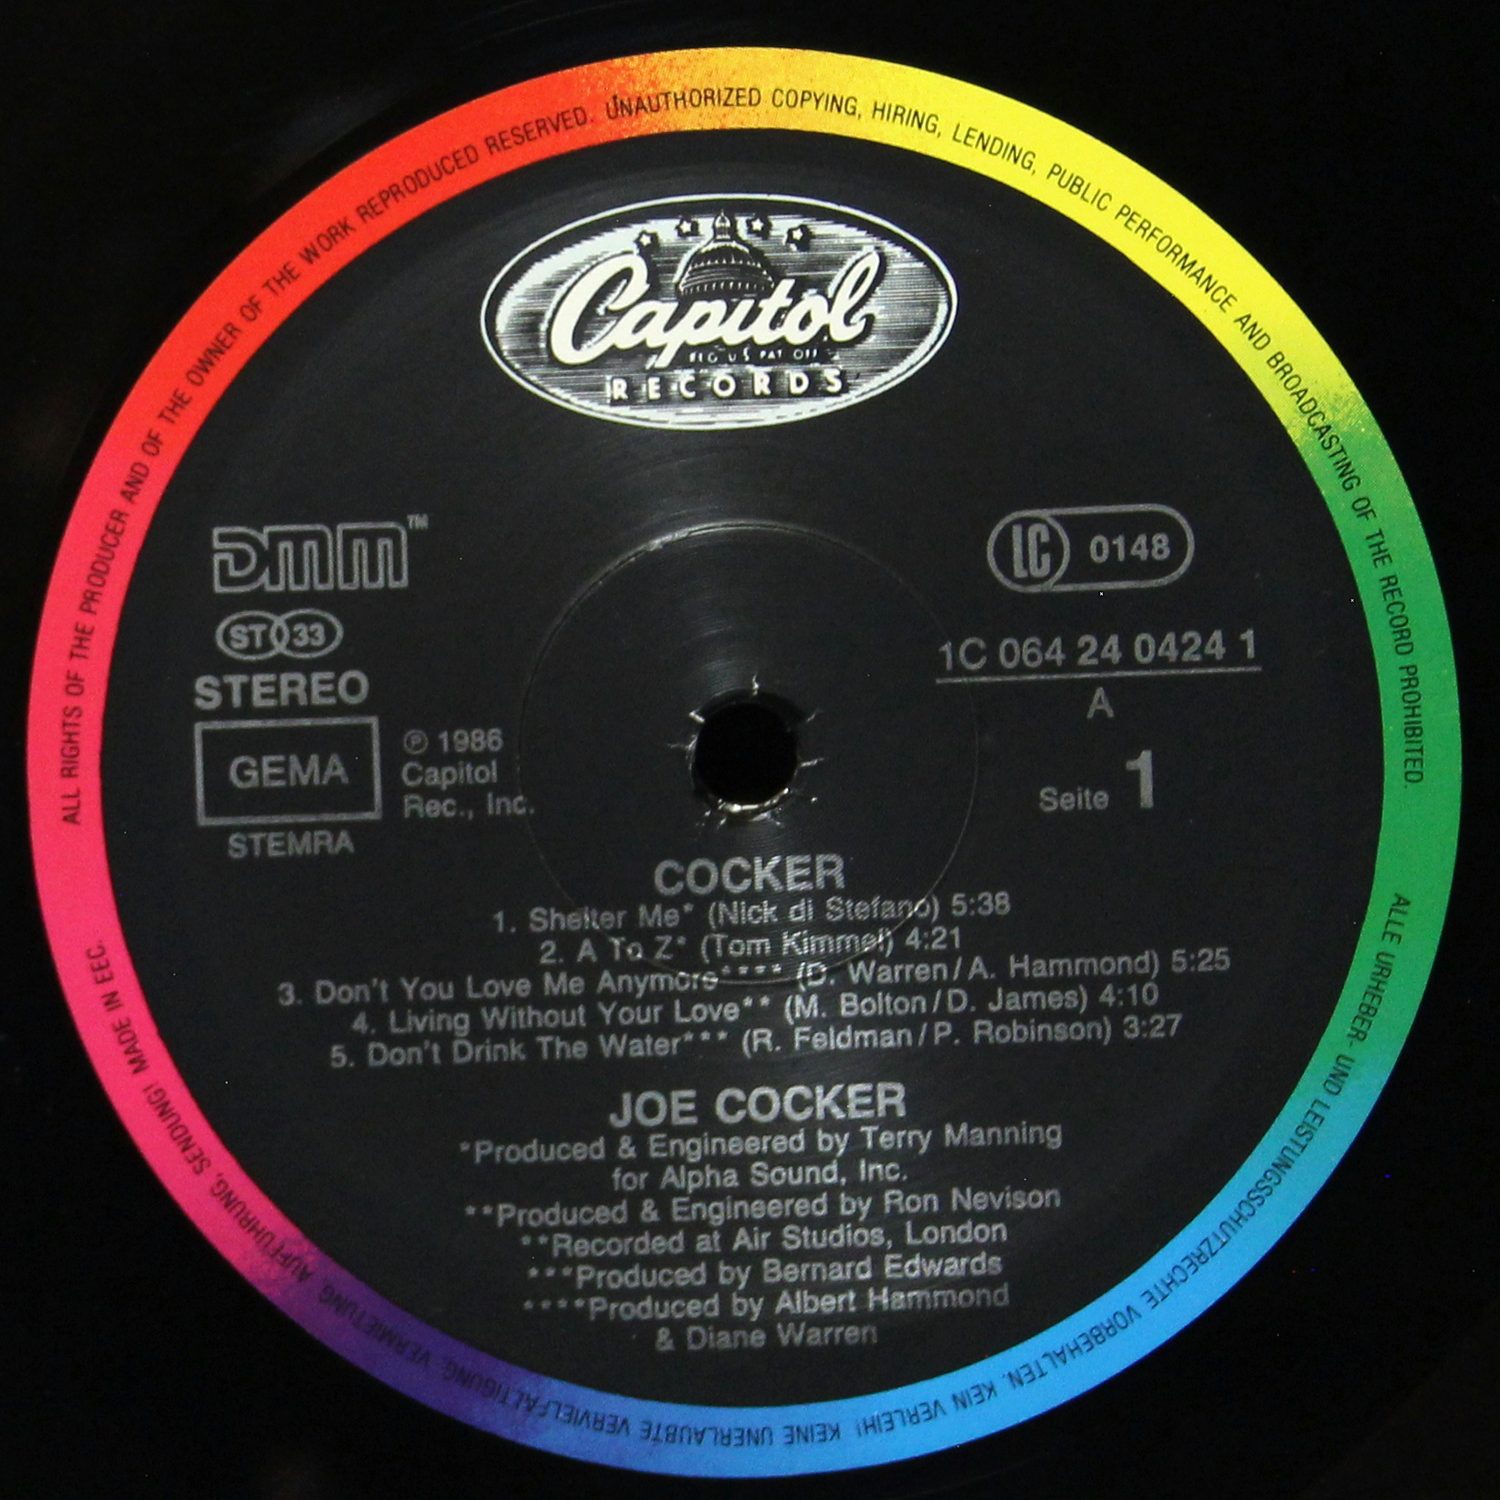 ALL RIGHTS OF THE PRODUCER AND OF THE OWNER OF THE WORK REPRODUCED RESERVED. UNAUTHORIZED COPYING, HIRING, LENDING, PUBLIC PERFORMANCE AND BROADCASTING OF THE RECORD PROHIBITED.
Capitol
REG US PAT OFF
RECORDS
DMM™
LC 0148
ST 33
STEREO
1C 064 24 0424 1
A
GEMA
STEMRA
℗ 1986
Capitol
Rec., Inc.
Seite 1
COCKER
1. Shelter Me* (Nick di Stefano) 5:38
2. A To Z* (Tom Kimmel) 4:21
3. Don't You Love Me Anymore**** (D. Warren/A. Hammond) 5:25
4. Living Without Your Love** (M. Bolton/D. James) 4:10
5. Don't Drink The Water*** (R. Feldman/P. Robinson) 3:27
JOE COCKER
*Produced & Engineered by Terry Manning
for Alpha Sound, Inc.
**Produced & Engineered by Ron Nevison
**Recorded at Air Studios, London
***Produced by Bernard Edwards
****Produced by Albert Hammond
& Diane Warren
ALLE URHEBER- UND LEISTUNGSSCHUTZRECHTE VORBEHALTEN. KEIN VERLEIH! KEINE UNERLAUBTE VERVIELFÄLTIGUNG, VERMIETUNG, AUFFÜHRUNG, SENDUNG! MADE IN EEC.